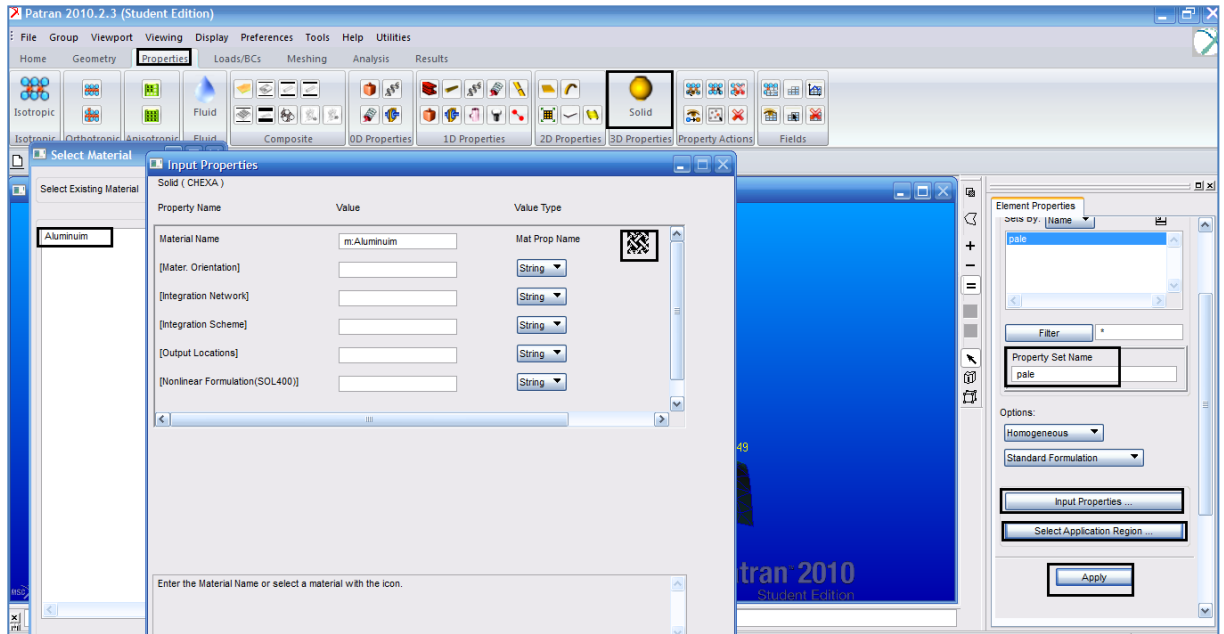 Patran 2010.2.3 (Student Edition)
File Group Viewport Viewing Display Preferences Tools Help Utilities
Home Geometry Properties Loads/BCs Meshing Analysis Results
Isotropic Fluid Solid
Isotropic Orthotropic Anisotropic Fluid Composite 0D Properties 1D Properties 2D Properties 3D Properties Property Actions Fields
Select Material
Select Existing Material
Aluminuim
Input Properties
Solid ( CHEXA )
Property Name Value Value Type
Material Name m:Aluminuim Mat Prop Name
[Mater. Orientation] String
[Integration Network] String
[Integration Scheme] String
[Output Locations] String
[Nonlinear Formulation(SOL400)] String
Enter the Material Name or select a material with the icon.
49
tran 2010
Student Edition
Element Properties
Sets By: Name
pale
Filter *
Property Set Name
pale
Options:
Homogeneous
Standard Formulation
Input Properties ...
Select Application Region ...
Apply